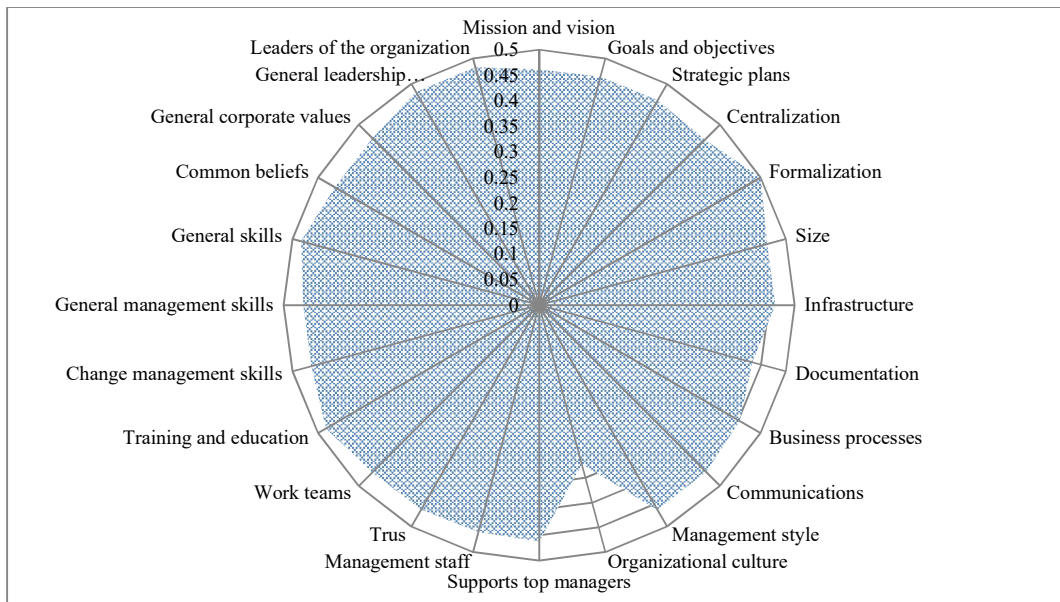 Mission and vision
Goals and objectives
Strategic plans
Centralization
Formalization
Size
Infrastructure
Documentation
Business processes
Communications
Management style
Organizational culture
Supports top managers
Management staff
Trus
Work teams
Training and education
Change management skills
General management skills
General skills
Common beliefs
General corporate values
General leadership…
Leaders of the organization
0.5
0.45
0.4
0.35
0.3
0.25
0.2
0.15
0.1
0.05
0